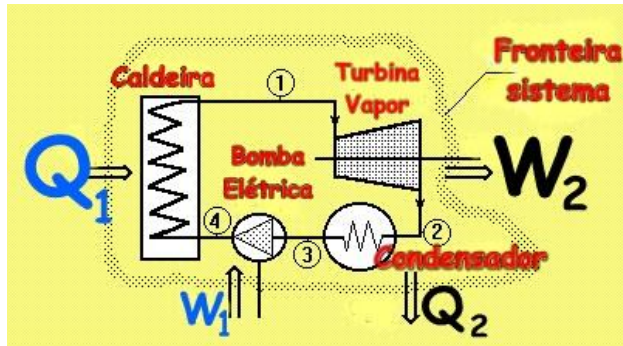 Fronteira
sistema
Caldeira
1
Turbina
Vapor
Q1
Bomba
Elétrica
W2
4
3
2
Condensador
W1
Q2